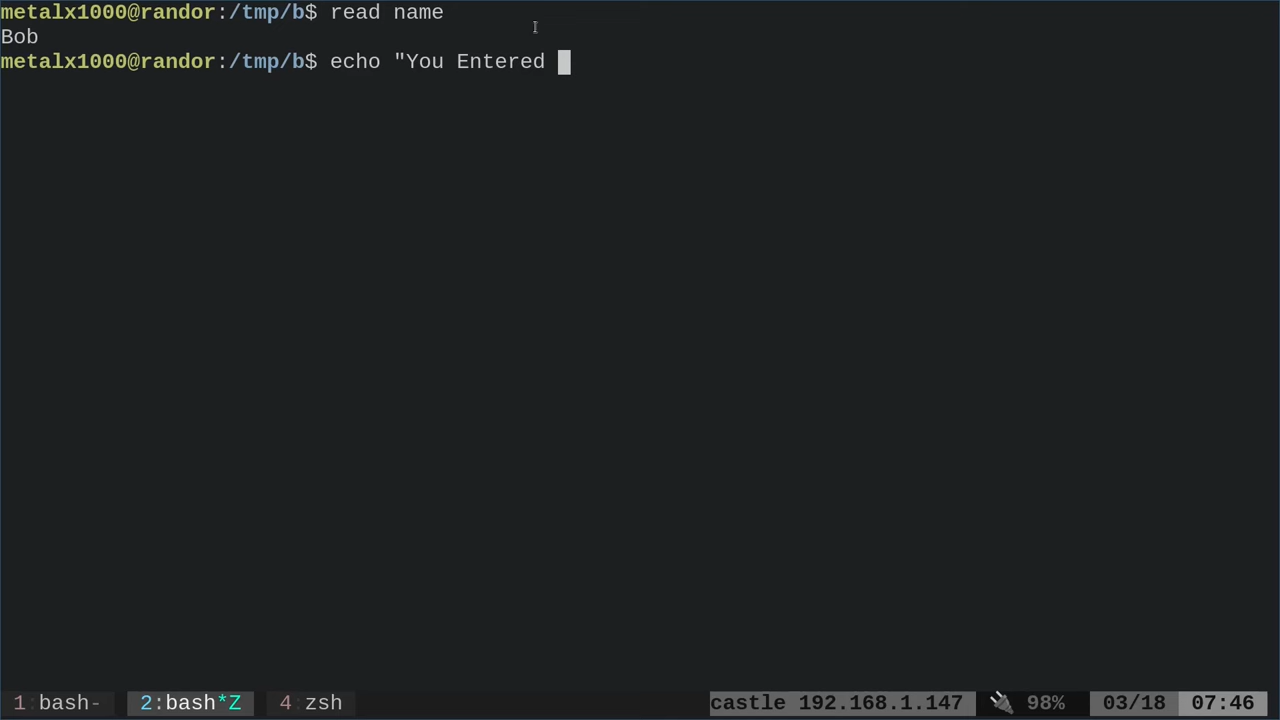 metalx1000@randor:/tmp/b$ read name
Bob
metalx1000@randor:/tmp/b$ echo "You Entered
1:bash- 2:bash*Z 4:zsh castle 192.168.1.147 98% 03/18 07:46